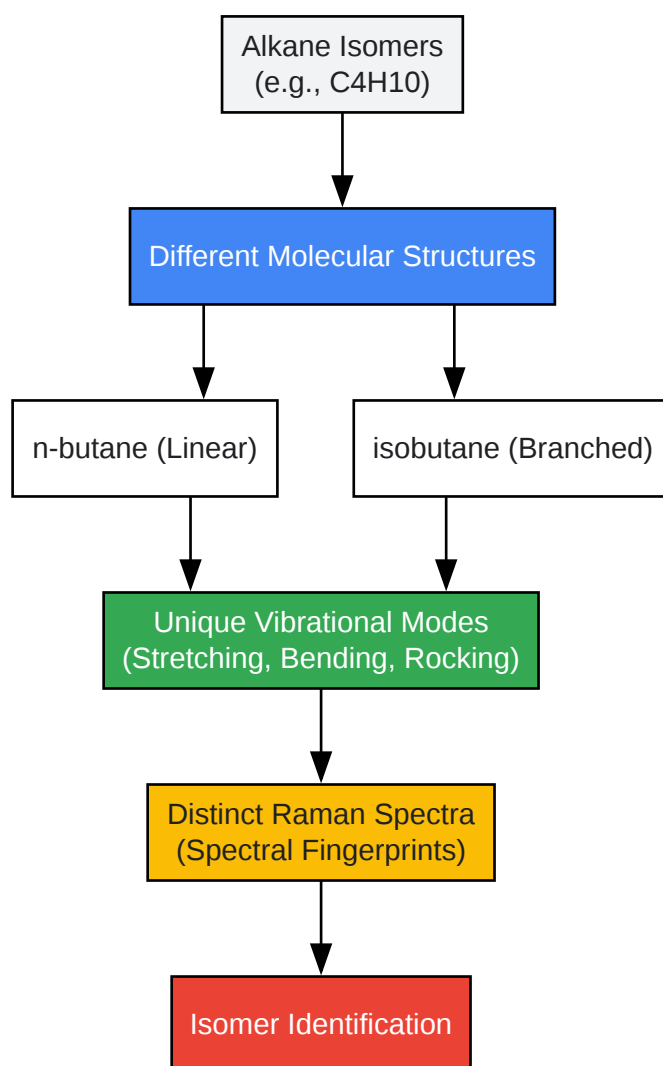 Alkane Isomers
(e.g., C4H10)
Different Molecular Structures
n-butane (Linear)
isobutane (Branched)
Unique Vibrational Modes
(Stretching, Bending, Rocking)
Distinct Raman Spectra
(Spectral Fingerprints)
Isomer Identification